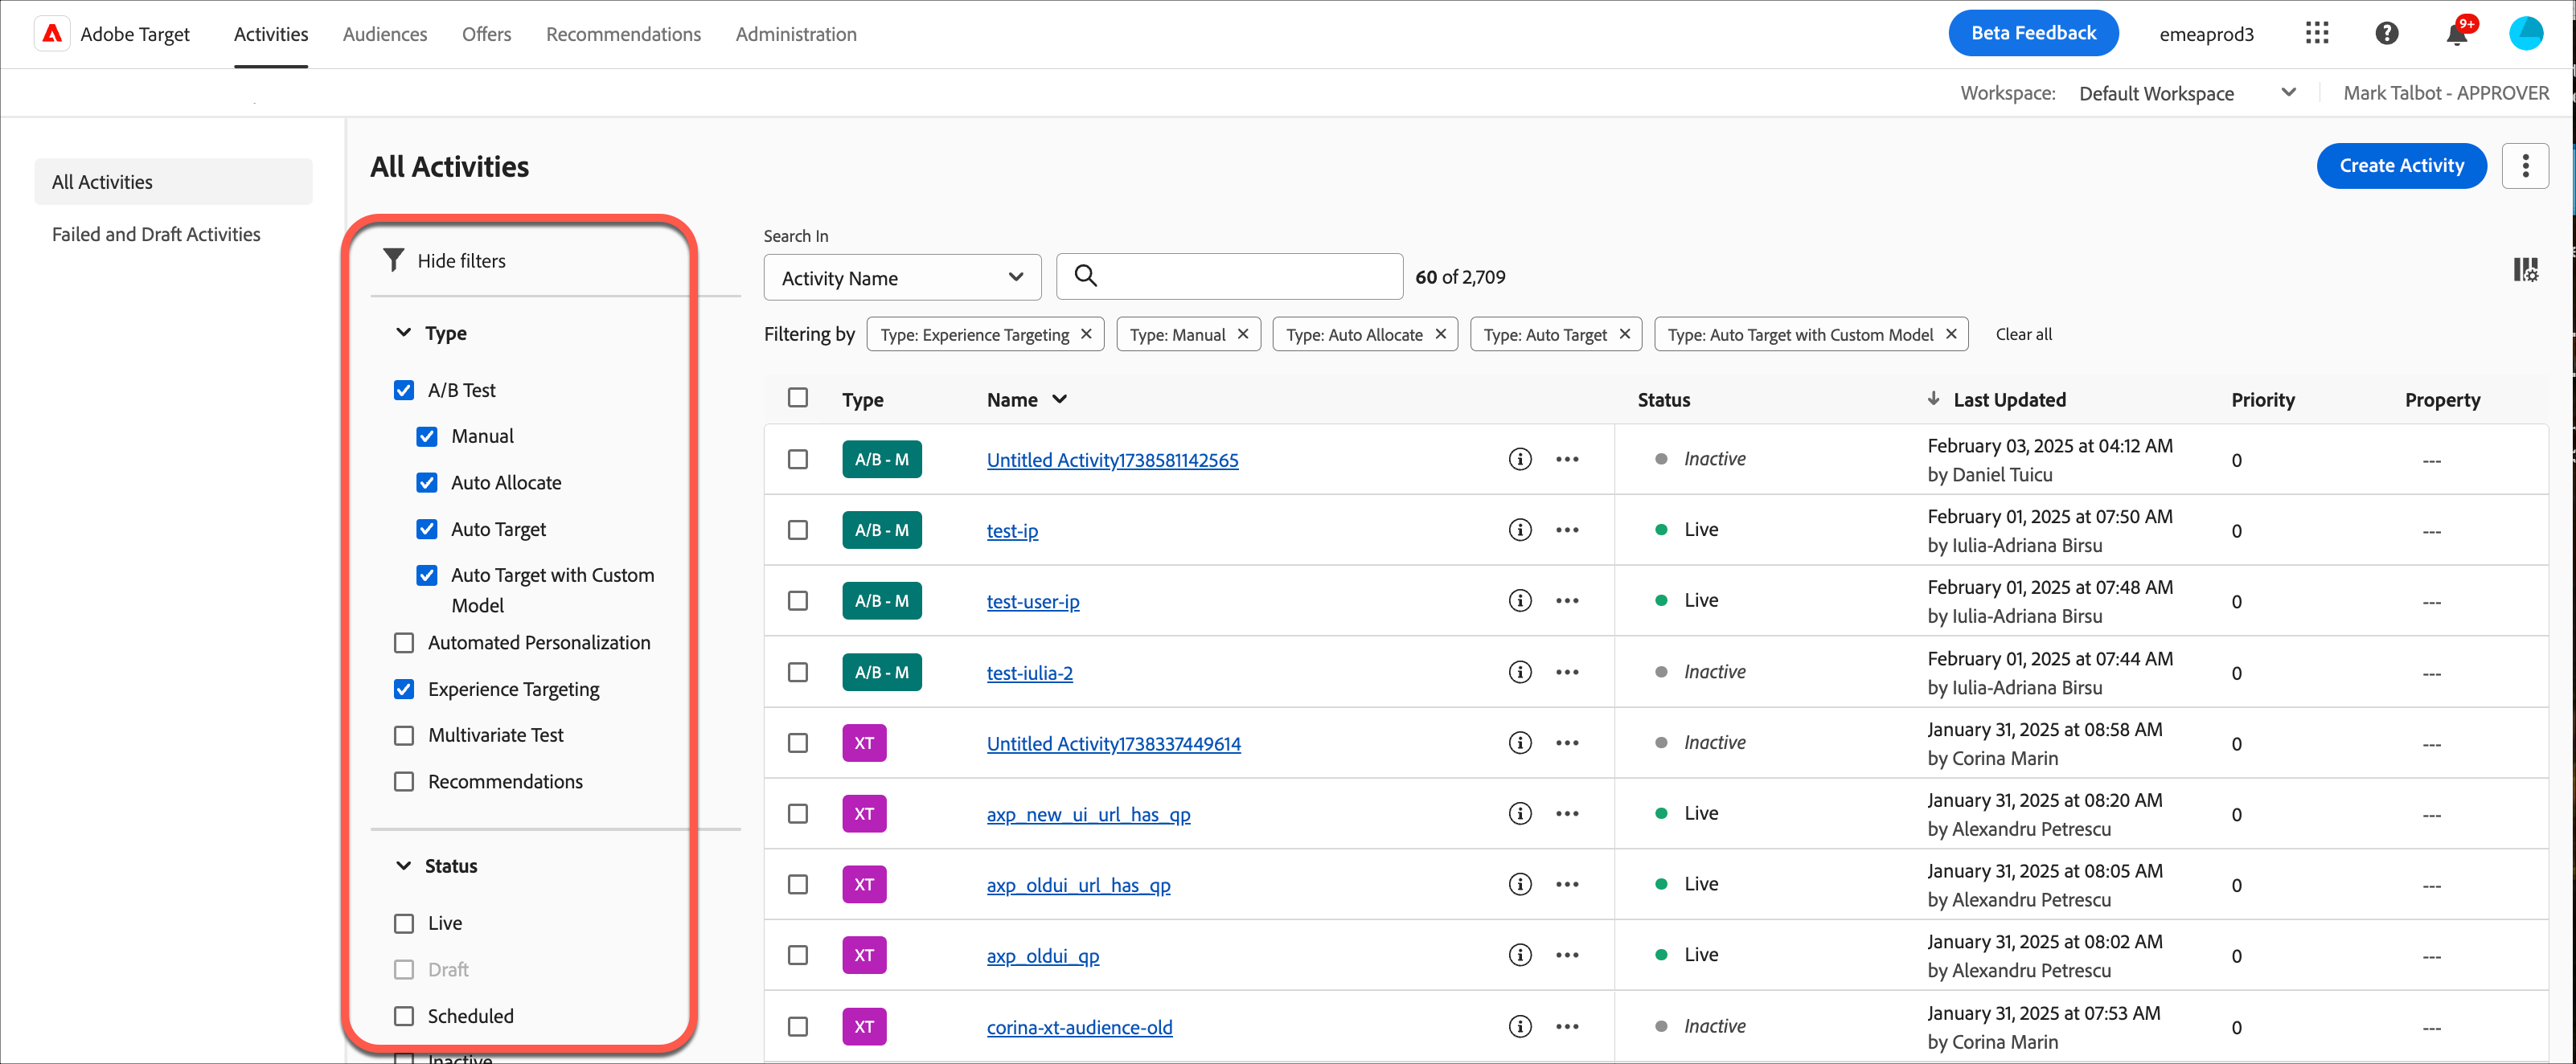 Adobe Target Activities Audiences Offers Recommendations Administration Beta Feedback emeaprod3 9+
Workspace: Default Workspace Mark Talbot - APPROVER
All Activities
Failed and Draft Activities
All Activities Create Activity
Hide filters
Type
A/B Test
Manual
Auto Allocate
Auto Target
Auto Target with Custom
Model
Automated Personalization
Experience Targeting
Multivariate Test
Recommendations
Status
Live
Draft
Scheduled
Inactive
Search In
Activity Name 60 of 2,709
Filtering by Type: Experience Targeting Type: Manual Type: Auto Allocate Type: Auto Target Type: Auto Target with Custom Model Clear all
Type Name Status Last Updated Priority Property
A/B - M Untitled Activity1738581142565 Inactive February 03, 2025 at 04:12 AM 0 ---
by Daniel Tuicu
A/B - M test-ip Live February 01, 2025 at 07:50 AM 0 ---
by Iulia-Adriana Birsu
A/B - M test-user-ip Live February 01, 2025 at 07:48 AM 0 ---
by Iulia-Adriana Birsu
A/B - M test-iulia-2 Inactive February 01, 2025 at 07:44 AM 0 ---
by Iulia-Adriana Birsu
XT Untitled Activity1738337449614 Inactive January 31, 2025 at 08:58 AM 0 ---
by Corina Marin
XT axp_new_ui_url_has_qp Live January 31, 2025 at 08:20 AM 0 ---
by Alexandru Petrescu
XT axp_oldui_url_has_qp Live January 31, 2025 at 08:05 AM 0 ---
by Alexandru Petrescu
XT axp_oldui_qp Live January 31, 2025 at 08:02 AM 0 ---
by Alexandru Petrescu
XT corina-xt-audience-old Inactive January 31, 2025 at 07:53 AM 0 ---
by Corina Marin